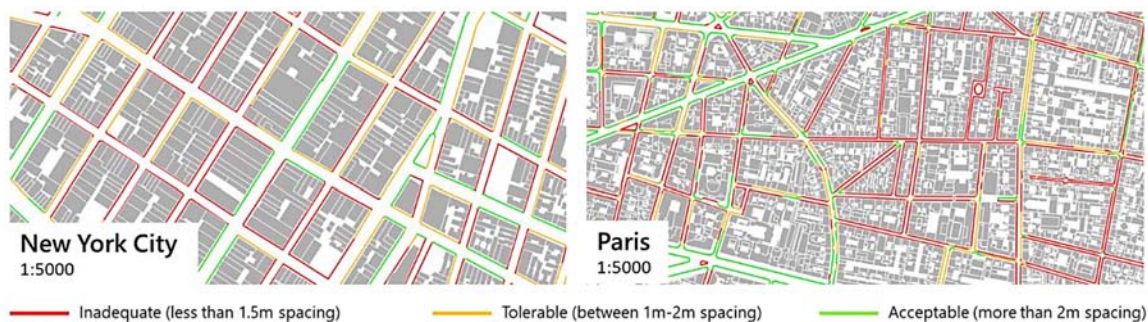 New York City
1:5000
Paris
1:5000
Inadequate (less than 1.5m spacing)
Tolerable (between 1m-2m spacing)
Acceptable (more than 2m spacing)